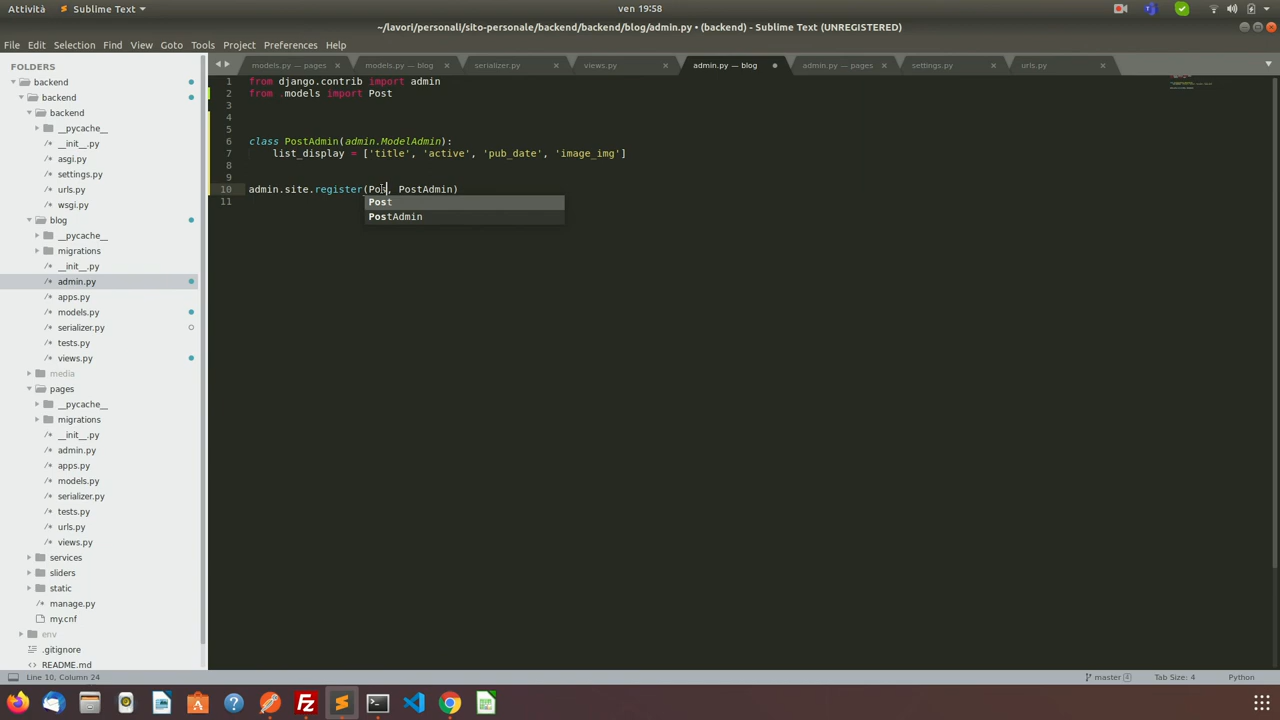 Attività
Sublime Text
ven 19:58
~/lavori/personali/sito-personale/backend/backend/blog/admin.py • (backend) - Sublime Text (UNREGISTERED)
File Edit Selection Find View Goto Tools Project Preferences Help
FOLDERS
backend
backend
backend
__pycache__
__init__.py
asgi.py
settings.py
urls.py
wsgi.py
blog
__pycache__
migrations
__init__.py
admin.py
apps.py
models.py
serializer.py
tests.py
views.py
media
pages
__pycache__
migrations
__init__.py
admin.py
apps.py
models.py
serializer.py
tests.py
urls.py
views.py
services
sliders
static
manage.py
my.cnf
env
.gitignore
README.md
models.py — pages
models.py — blog
serializer.py
views.py
admin.py — blog
admin.py — pages
settings.py
urls.py
1 from django.contrib import admin
2 from .models import Post
3
4
5
6 class PostAdmin(admin.ModelAdmin):
7 list_display = ['title', 'active', 'pub_date', 'image_img']
8
9
10 admin.site.register(Pos, PostAdmin)
11
Post
PostAdmin
Line 10, Column 24
master 4
Tab Size: 4
Python